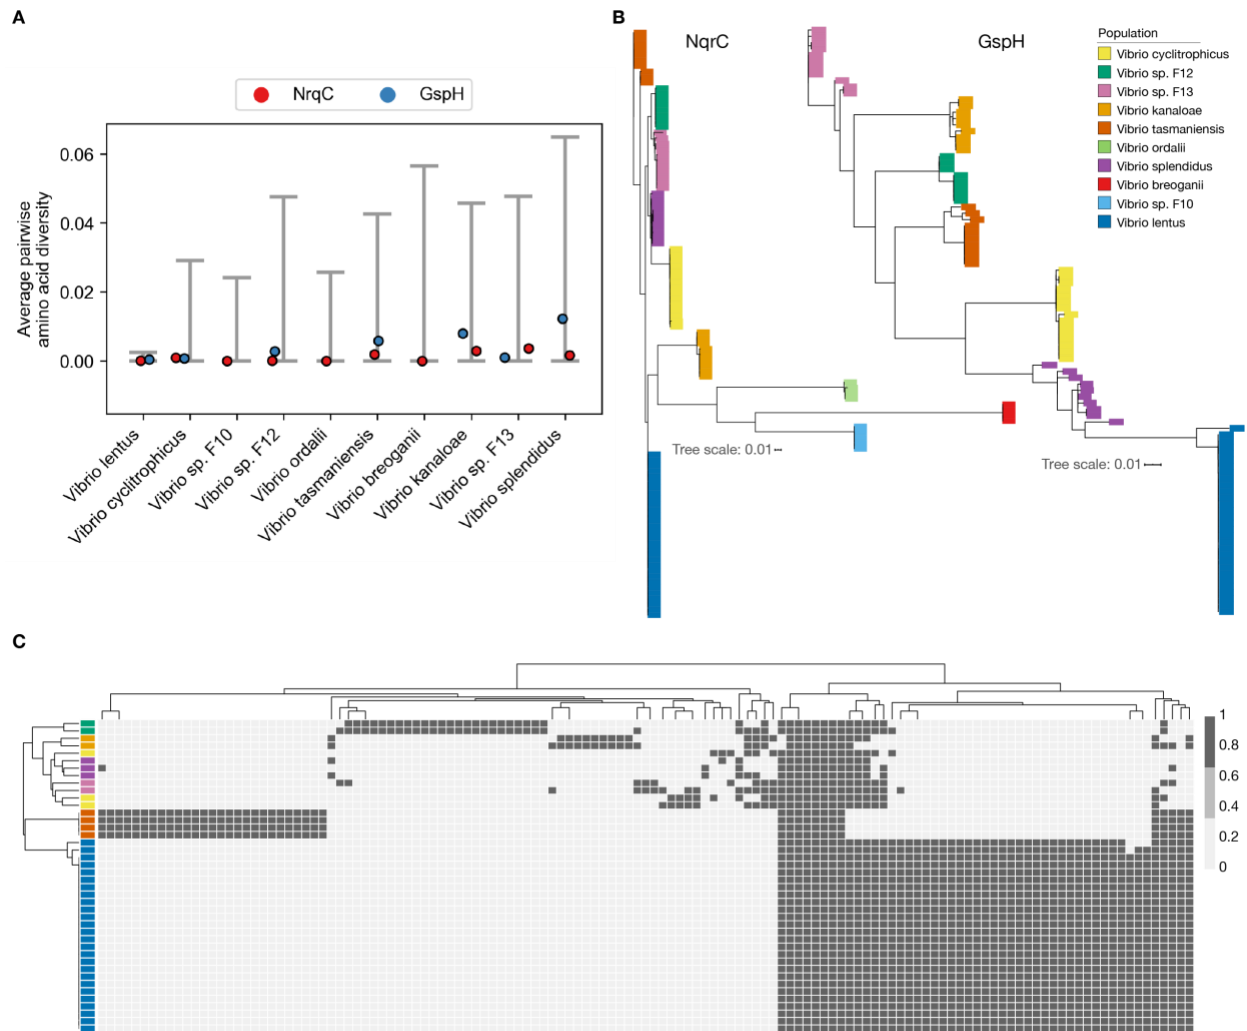 A
NrqC
GspH
Average pairwise
amino acid diversity
0.06
0.04
0.02
0.00
Vibrio lentus
Vibrio cyclitrophicus
Vibrio sp. F10
Vibrio sp. F12
Vibrio ordalii
Vibrio tasmaniensis
Vibrio breoganii
Vibrio kanaloae
Vibrio sp. F13
Vibrio splendidus
B
NqrC
GspH
Population
Vibrio cyclitrophicus
Vibrio sp. F12
Vibrio sp. F13
Vibrio kanaloae
Vibrio tasmaniensis
Vibrio ordalii
Vibrio splendidus
Vibrio breoganii
Vibrio sp. F10
Vibrio lentus
Tree scale: 0.01
Tree scale: 0.01
C
1
0.8
0.6
0.4
0.2
0